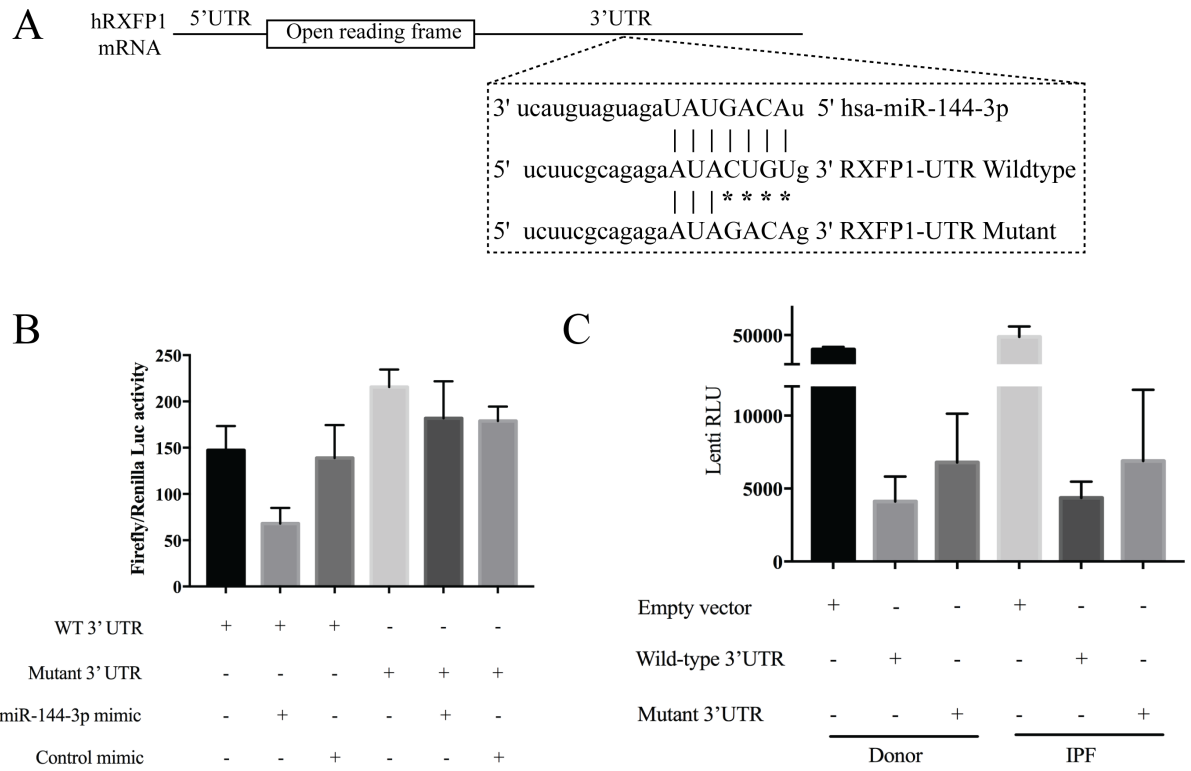 A
hRXFP1
mRNA
5’UTR
Open reading frame
3’UTR
3' ucauguaguagaUAUGACAu 5' hsa-miR-144-3p
| | | | | | |
5' ucuucgcagagaAUACUGUg 3' RXFP1-UTR Wildtype
| | | * * * *
5' ucuucgcagagaAUAGACAg 3' RXFP1-UTR Mutant
B
Firefly/Renilla Luc activity
250
200
150
100
50
0
WT 3’ UTR + + + - - -
Mutant 3’ UTR - - - + + +
miR-144-3p mimic - + - - + -
Control mimic - - + - - +
C
Lenti RLU
50000
10000
5000
0
Empty vector + - - + - -
Wild-type 3’UTR - + - - + -
Mutant 3’UTR - - + - - +
Donor IPF